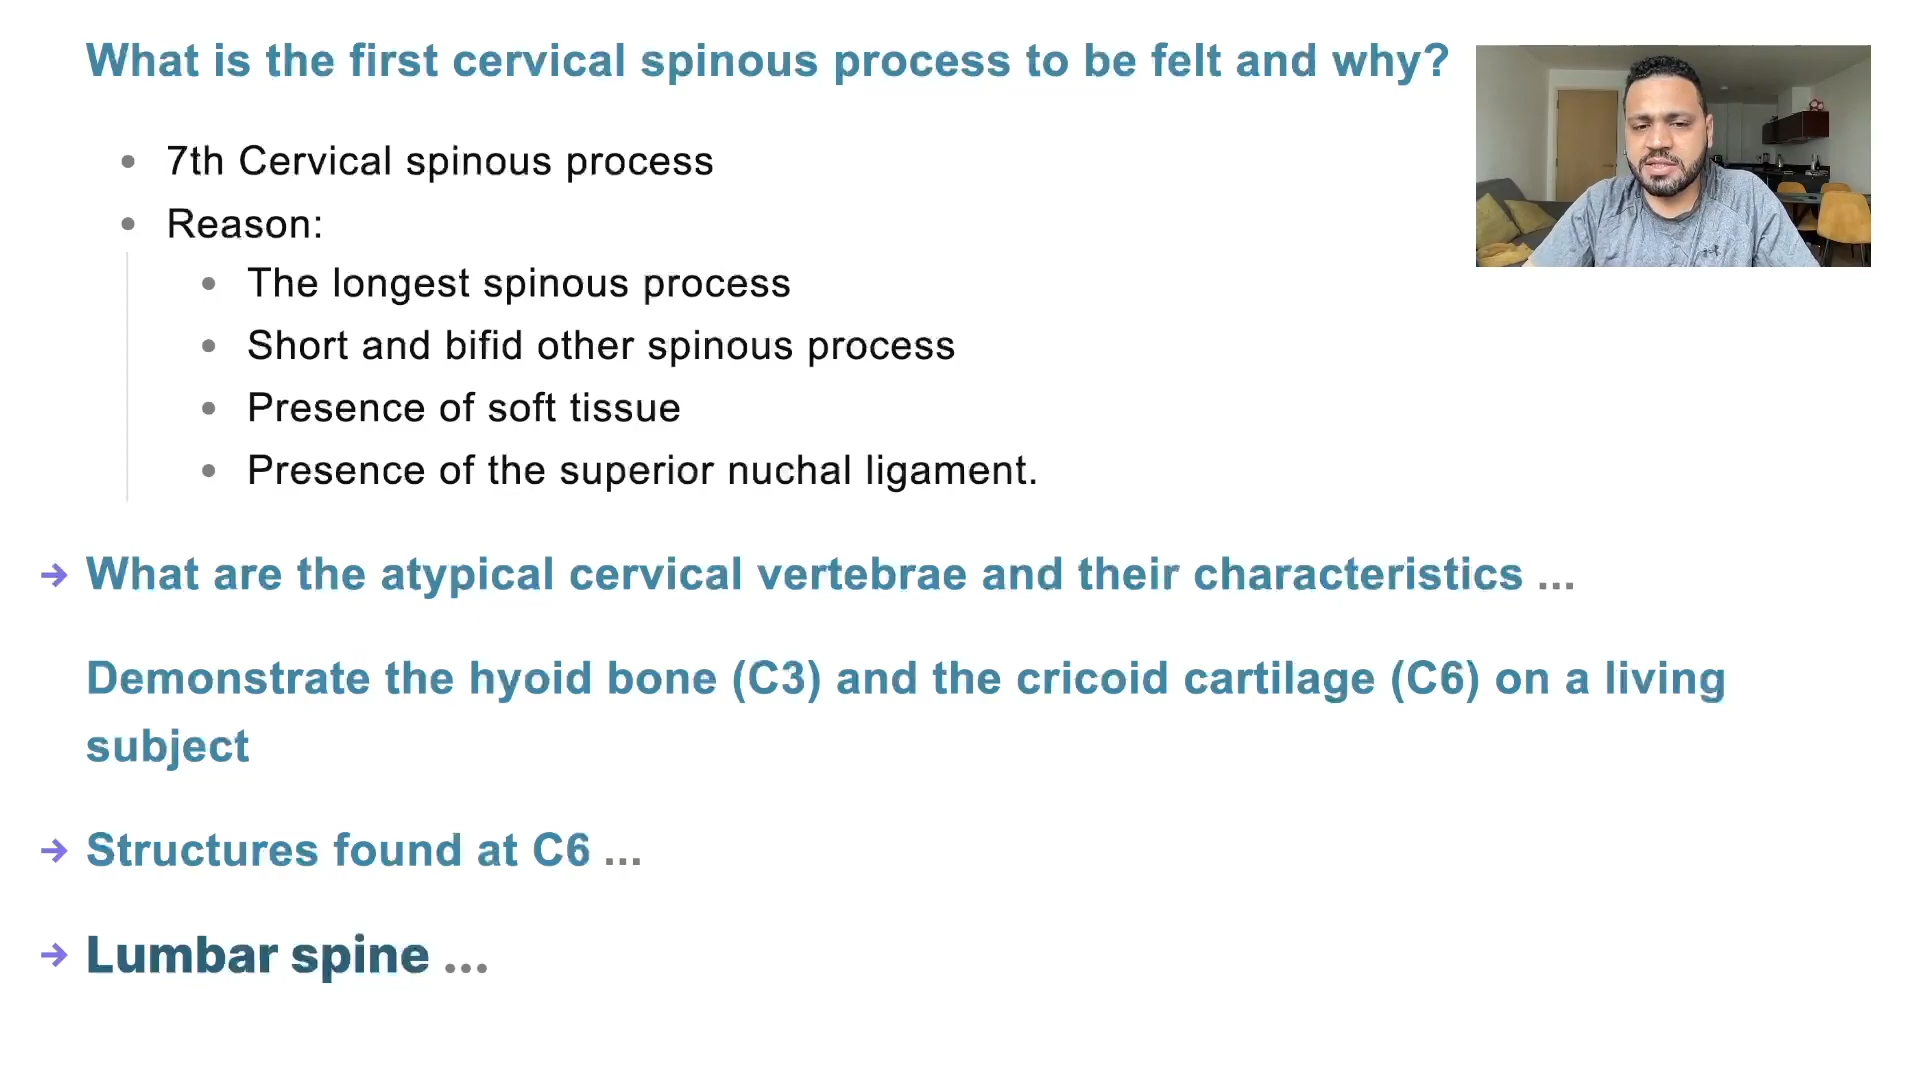 What is the first cervical spinous process to be felt and why?
7th Cervical spinous process
Reason:
The longest spinous process
Short and bifid other spinous process
Presence of soft tissue
Presence of the superior nuchal ligament.
What are the atypical cervical vertebrae and their characteristics ...
Demonstrate the hyoid bone (C3) and the cricoid cartilage (C6) on a living
subject
Structures found at C6 ...
Lumbar spine ...